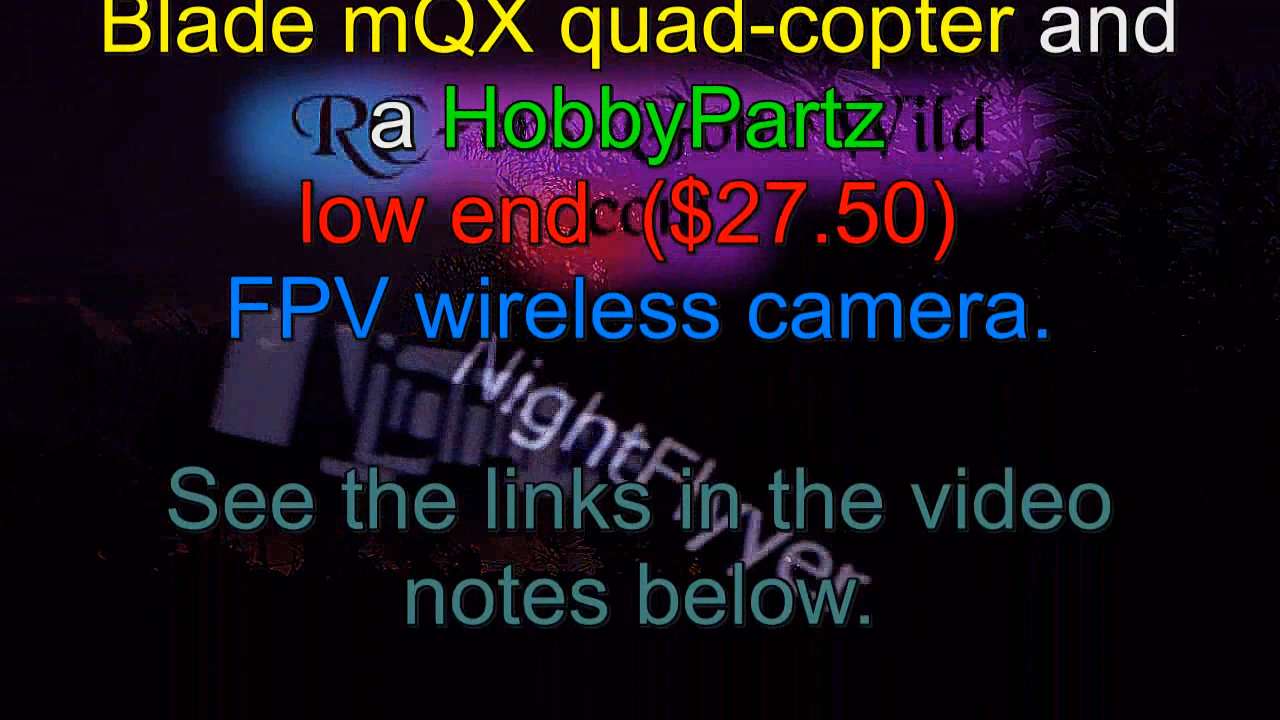 Blade mQX quad-copter and
a HobbyPartz
low end ($27.50)
FPV wireless camera.
NightFlyyer
See the links in the video
notes below.